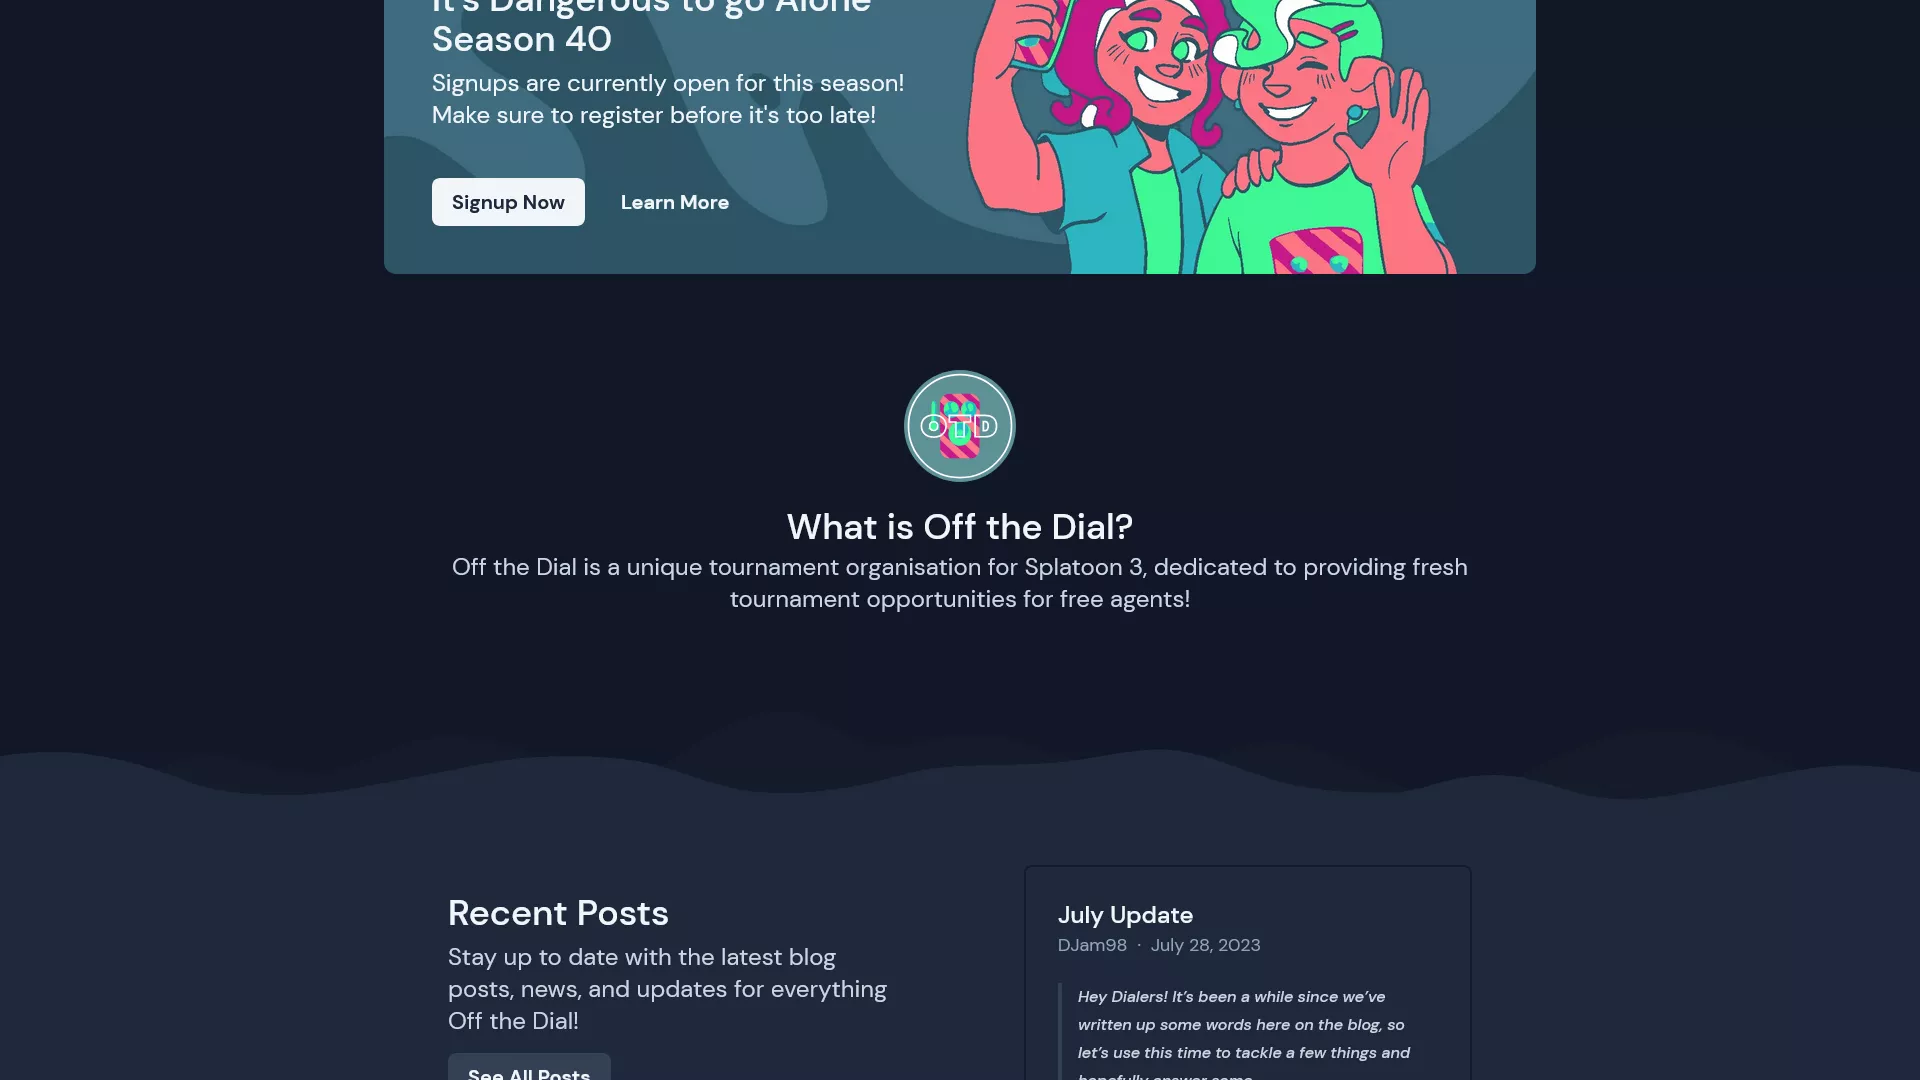 It's Dangerous to go Alone
Season 40
Signups are currently open for this season!
Make sure to register before it's too late!
Signup Now
Learn More
OTD
What is Off the Dial?
Off the Dial is a unique tournament organisation for Splatoon 3, dedicated to providing fresh
tournament opportunities for free agents!
Recent Posts
Stay up to date with the latest blog
posts, news, and updates for everything
Off the Dial!
See All Posts
July Update
DJam98 · July 28, 2023
Hey Dialers! It’s been a while since we’ve
written up some words here on the blog, so
let’s use this time to tackle a few things and
hopefully answer some